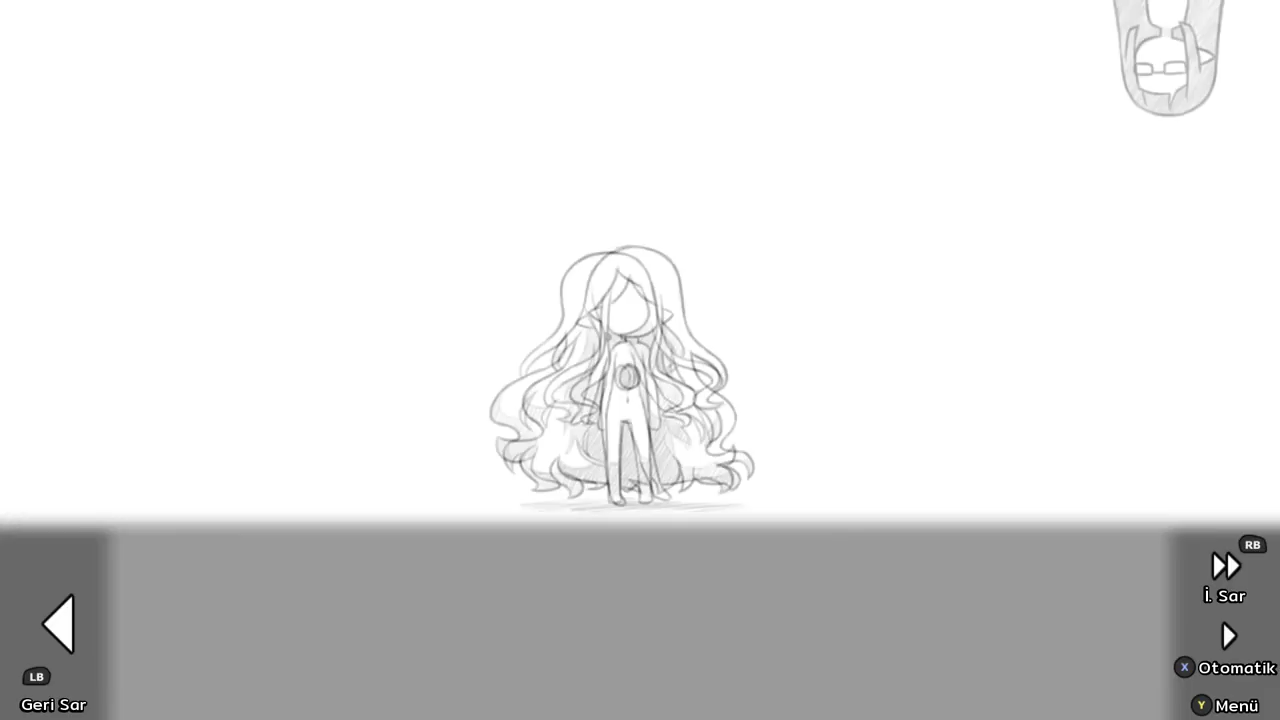 RB
İ. Sar
X Otomatik
LB
Geri Sar
Y Menü